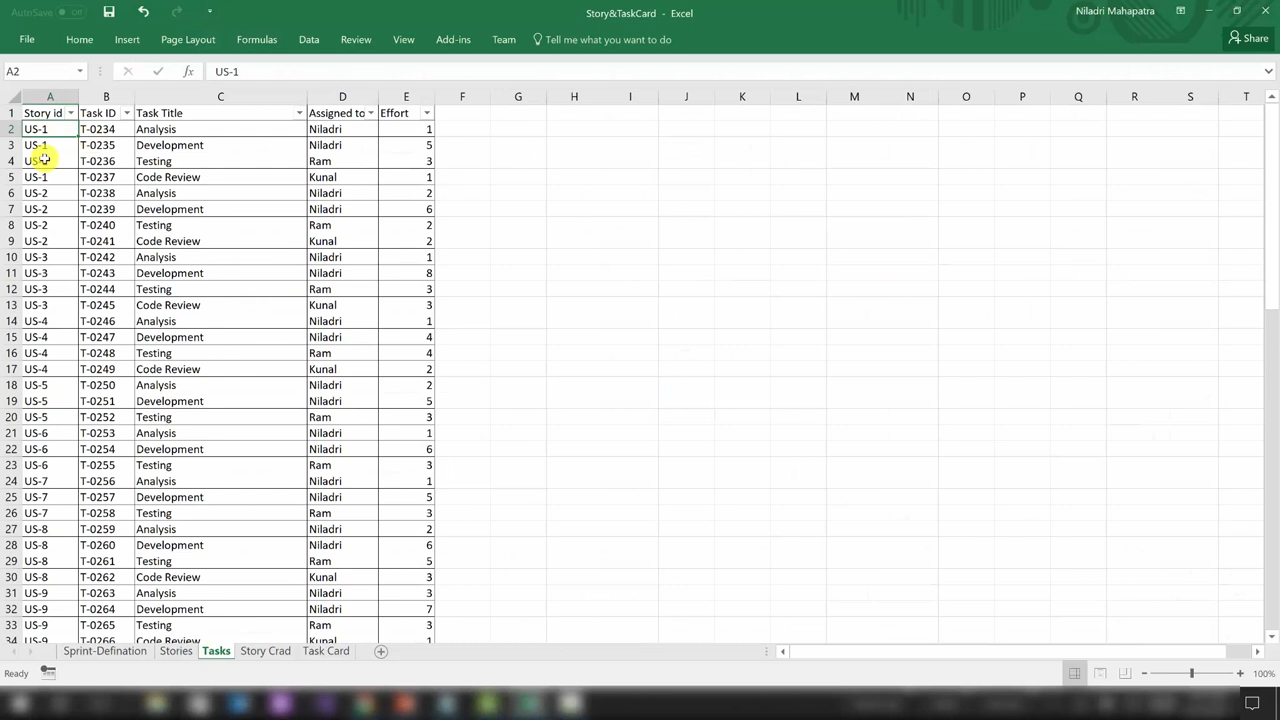 AutoSave Off Story&TaskCard - Excel Niladri Mahapatra
File Home Insert Page Layout Formulas Data Review View Add-ins Team Tell me what you want to do Share
A2 fx US-1
A B C D E F G H I J K L M N O P Q R S T
1 Story id Task ID Task Title Assigned to Effort
2 US-1 T-0234 Analysis Niladri 1
3 US-1 T-0235 Development Niladri 5
4 T-0236 Testing Ram 3
5 US-1 T-0237 Code Review Kunal 1
6 US-2 T-0238 Analysis Niladri 2
7 US-2 T-0239 Development Niladri 6
8 US-2 T-0240 Testing Ram 2
9 US-2 T-0241 Code Review Kunal 2
10 US-3 T-0242 Analysis Niladri 1
11 US-3 T-0243 Development Niladri 8
12 US-3 T-0244 Testing Ram 3
13 US-3 T-0245 Code Review Kunal 3
14 US-4 T-0246 Analysis Niladri 1
15 US-4 T-0247 Development Niladri 4
16 US-4 T-0248 Testing Ram 4
17 US-4 T-0249 Code Review Kunal 2
18 US-5 T-0250 Analysis Niladri 2
19 US-5 T-0251 Development Niladri 5
20 US-5 T-0252 Testing Ram 3
21 US-6 T-0253 Analysis Niladri 1
22 US-6 T-0254 Development Niladri 6
23 US-6 T-0255 Testing Ram 3
24 US-7 T-0256 Analysis Niladri 1
25 US-7 T-0257 Development Niladri 5
26 US-7 T-0258 Testing Ram 3
27 US-8 T-0259 Analysis Niladri 2
28 US-8 T-0260 Development Niladri 6
29 US-8 T-0261 Testing Ram 5
30 US-8 T-0262 Code Review Kunal 3
31 US-9 T-0263 Analysis Niladri 3
32 US-9 T-0264 Development Niladri 7
33 US-9 T-0265 Testing Ram 3
34 US-9 T-0266 Code Review Kunal 1
Sprint-Defination Stories Tasks Story Crad Task Card
Ready 100%